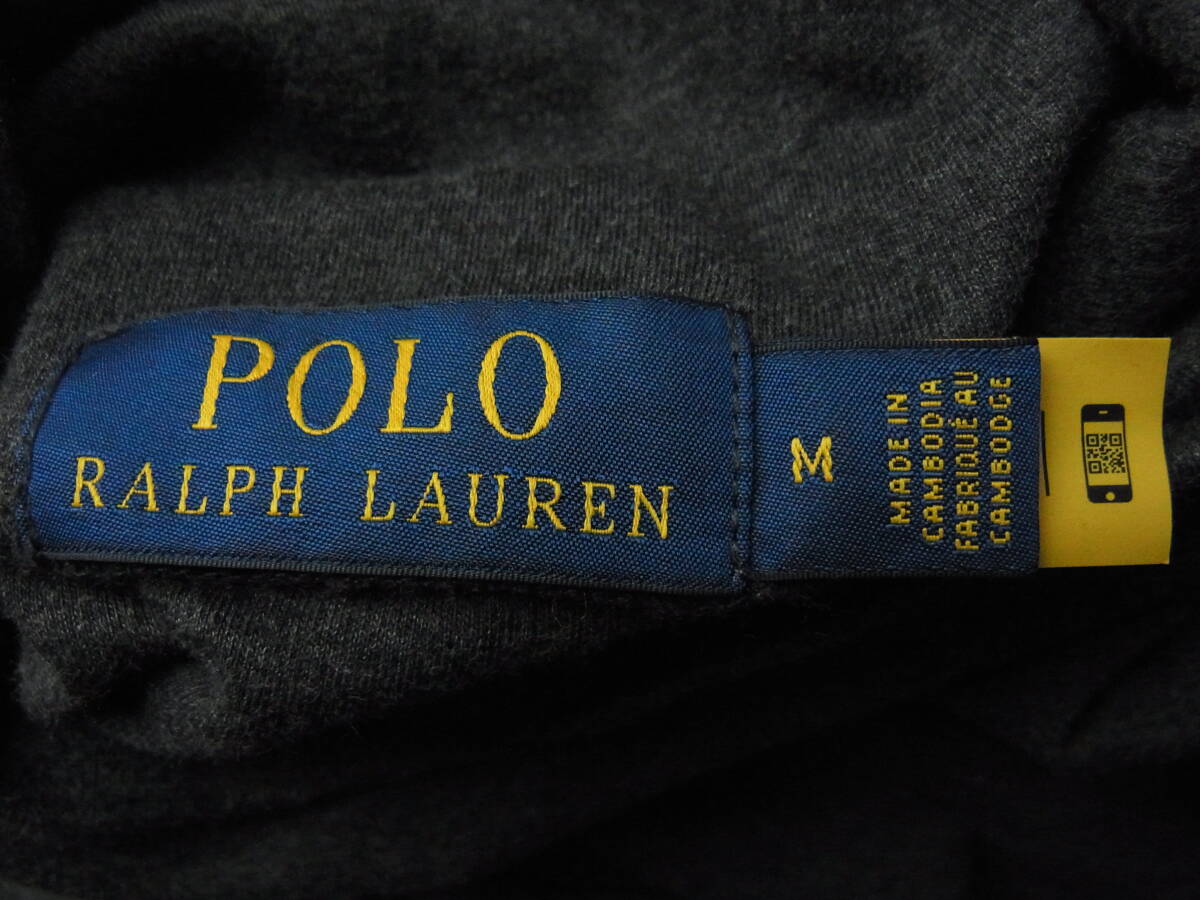 POLO
RALPH LAUREN
M
MADE IN
CAMBODIA
FABRIQUÉ AU
CAMBODGE